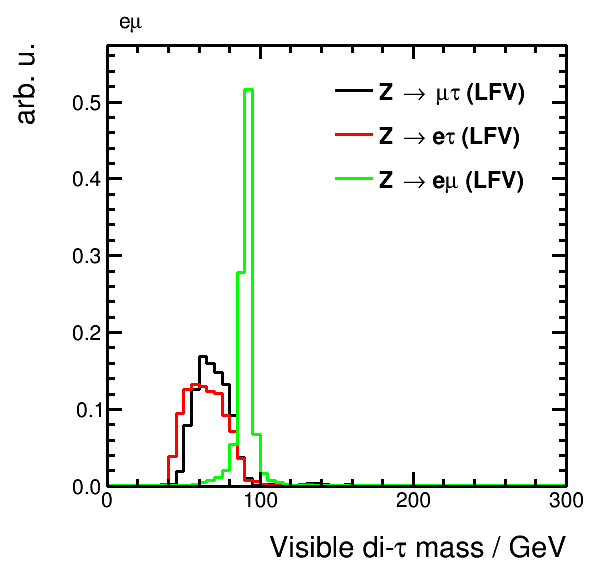 eμ
arb. u.
Z → μτ (LFV)
Z → eτ (LFV)
Z → eμ (LFV)
0.5
0.4
0.3
0.2
0.1
0.0
0 100 200 300
Visible di-τ mass / GeV